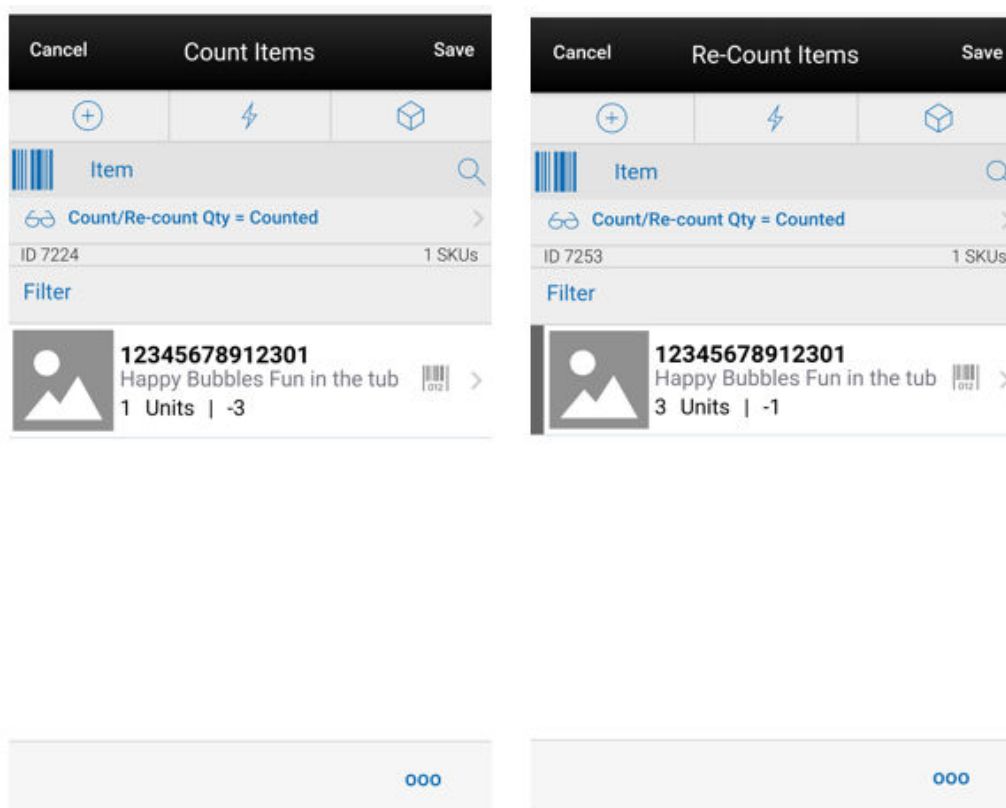 Cancel Count Items Save
Item
Count/Re-count Qty = Counted
ID 7224 1 SKUs
Filter
12345678912301
Happy Bubbles Fun in the tub
012
1 Units | -3
ooo
Cancel Re-Count Items Save
Item
Count/Re-count Qty = Counted
ID 7253 1 SKUs
Filter
12345678912301
Happy Bubbles Fun in the tub
012
3 Units | -1
ooo